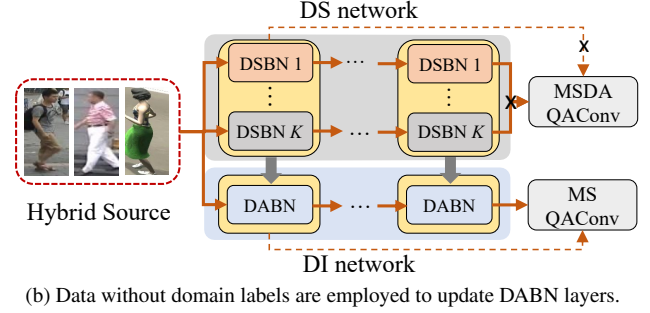 DS network
DSBN 1
DSBN 1
X
DSBN K
DSBN K
X
MSDA
QAConv
Hybrid Source
DABN
DABN
MS
QAConv
DI network
(b) Data without domain labels are employed to update DABN layers.